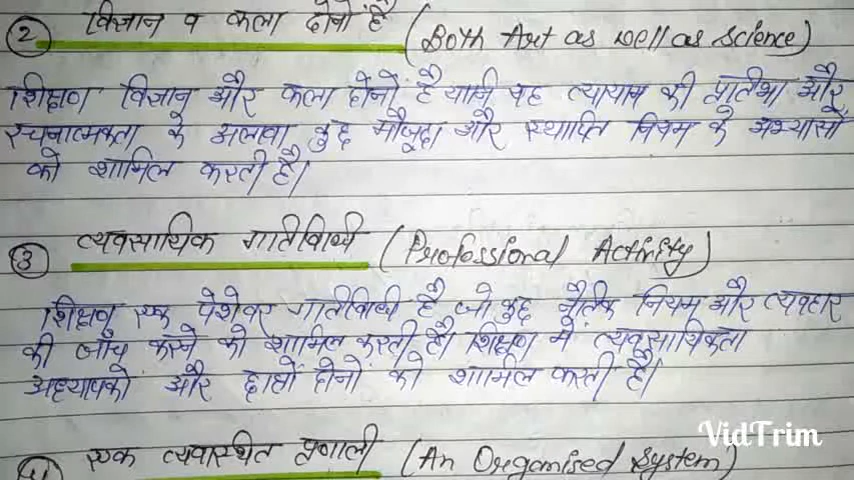 ② विज्ञान व कला दोनों है (Both Art as well as science)
शिक्षण विज्ञान और कला दोनों है यानि यह व्यायाम की प्रतिभा और
रचनात्मकता के अलावा कुछ मौजूदा और स्थापित नियम के अभ्यासों
को शामिल करती है।
③ व्यवसायिक गतिविधि (Professional Activity)
शिक्षण एक पेशेवर गतिविधी है जो कुछ नैतिक नियम और व्यवहार
की जाँच करने को शामिल करती है। शिक्षण में व्यवसायिकता
अध्यापको और छात्रों दोनों को शामिल करती है।
VidTrim
④ एक व्यवास्थित प्रणाली (An Organised System)